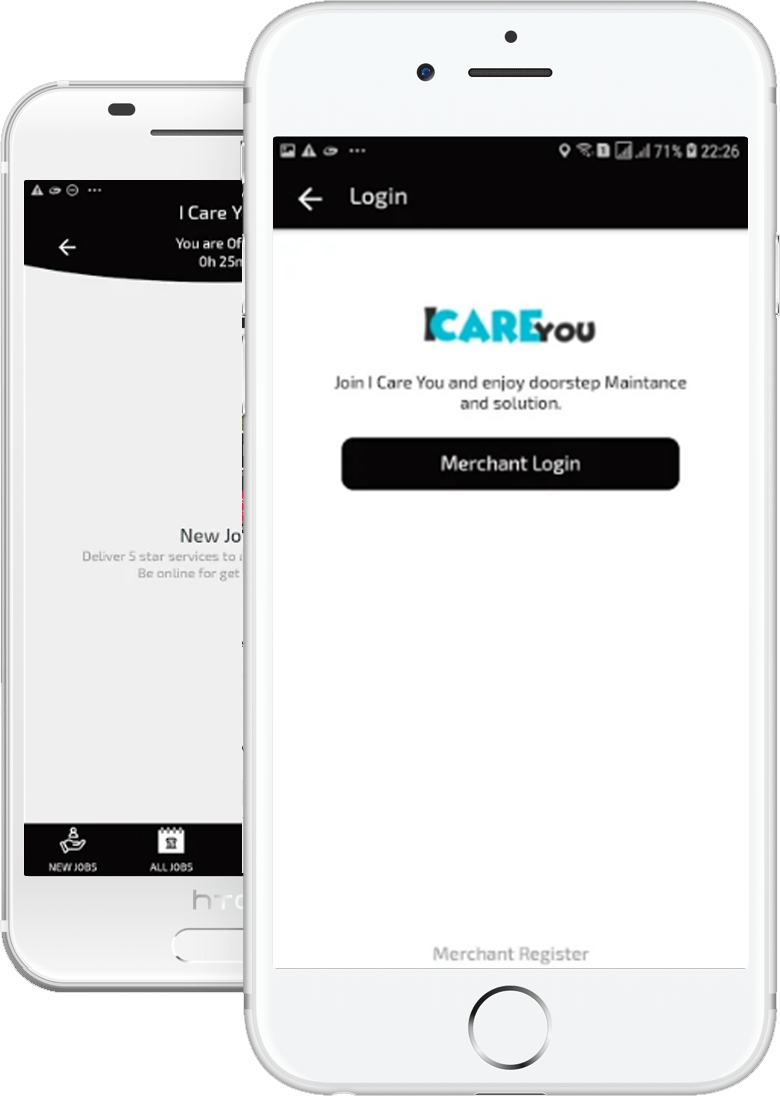 71% 22:26
Login
ICAREYOU
Join I Care You and enjoy doorstep Maintance
and solution.
Merchant Login
Merchant Register
I Care Y
You are Of
0h 25m
New Jo
Deliver 5 star services to
Be online for get
NEW JOBS
ALL JOBS
htc